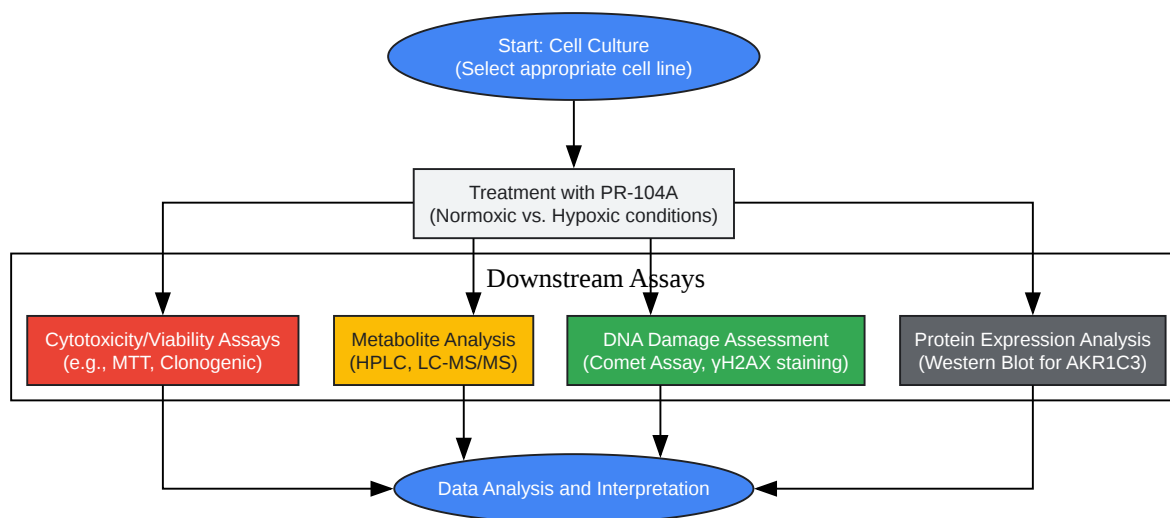 Start: Cell Culture
(Select appropriate cell line)
Treatment with PR-104A
(Normoxic vs. Hypoxic conditions)
Downstream Assays
Cytotoxicity/Viability Assays
(e.g., MTT, Clonogenic)
Metabolite Analysis
(HPLC, LC-MS/MS)
DNA Damage Assessment
(Comet Assay, γH2AX staining)
Protein Expression Analysis
(Western Blot for AKR1C3)
Data Analysis and Interpretation